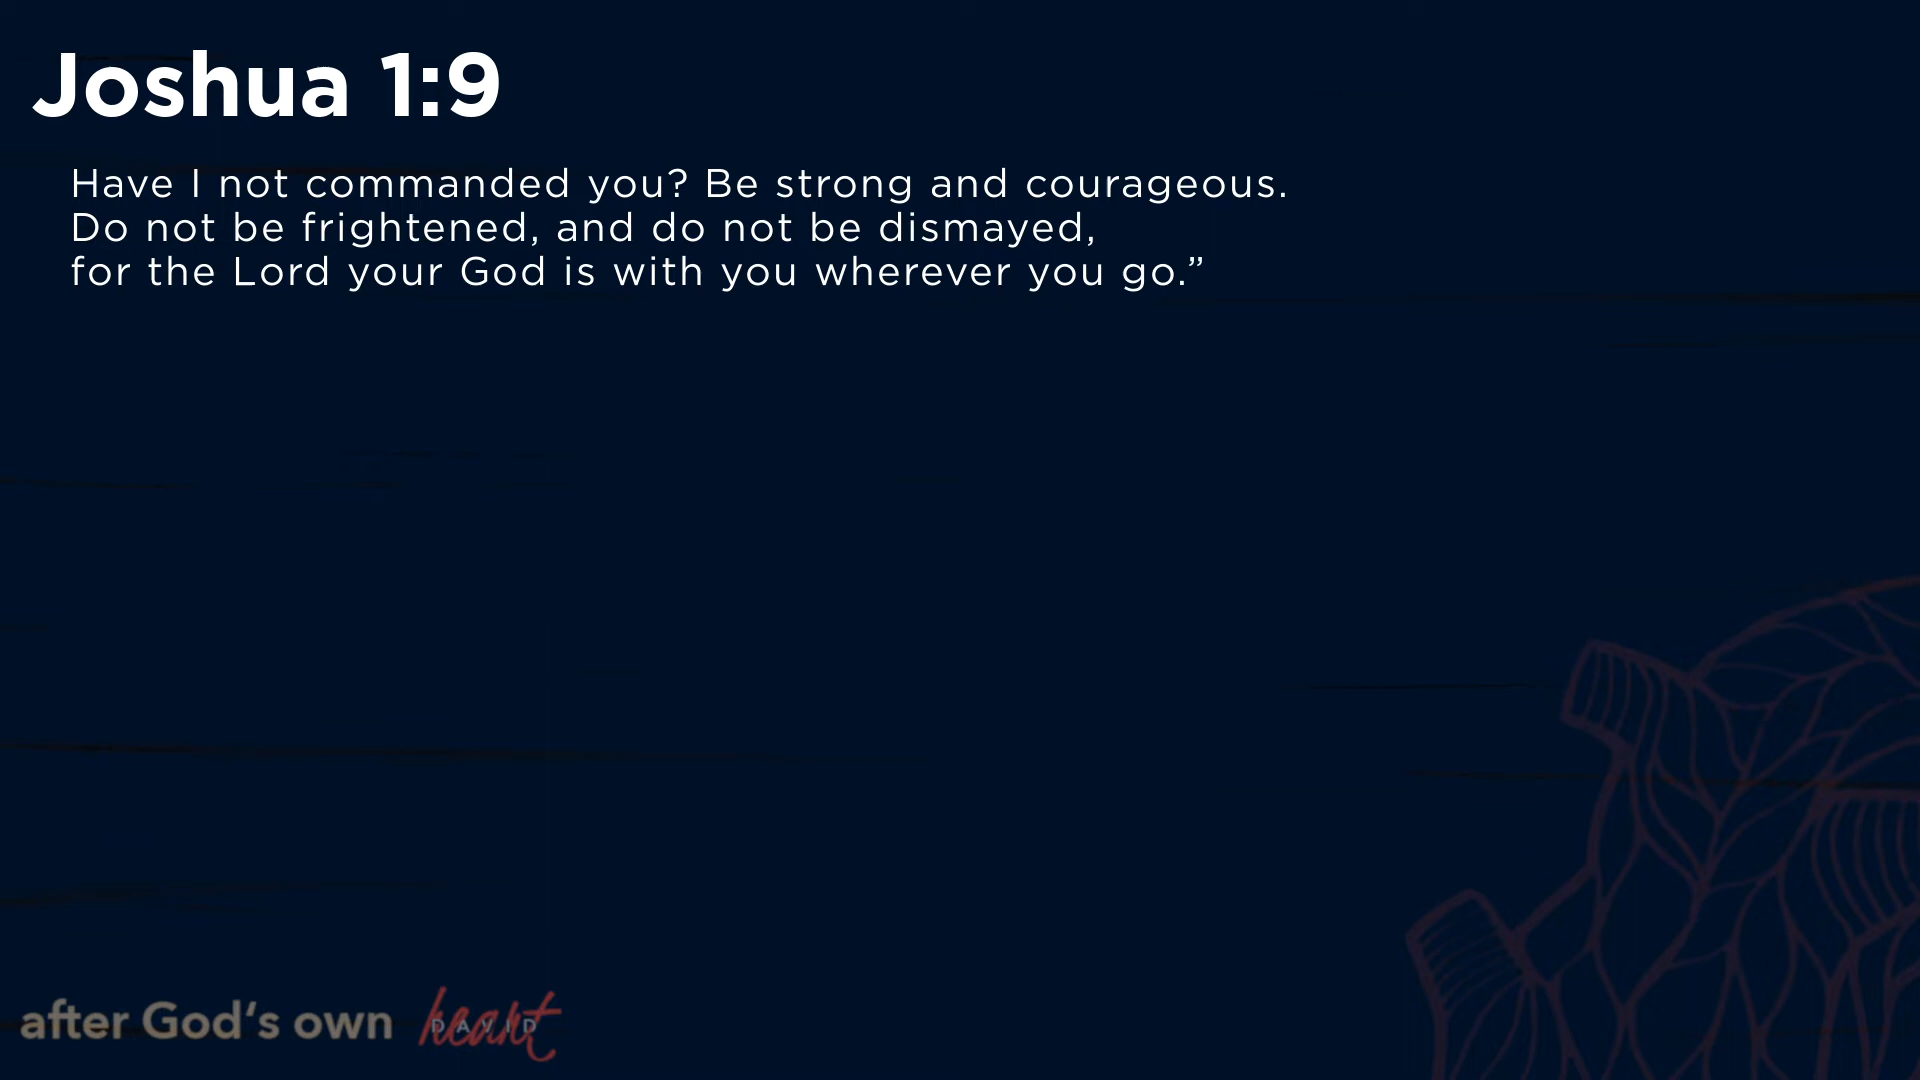 Joshua 1:9
Have I not commanded you? Be strong and courageous.
Do not be frightened, and do not be dismayed,
for the Lord your God is with you wherever you go.”
after God‘s own heart
DAVID